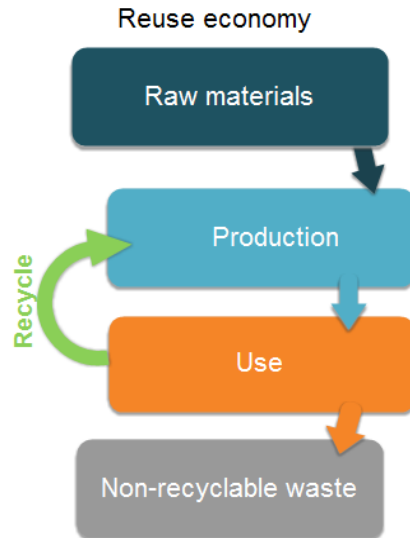 Reuse economy
Raw materials
Production
Recycle
Use
Non-recyclable waste